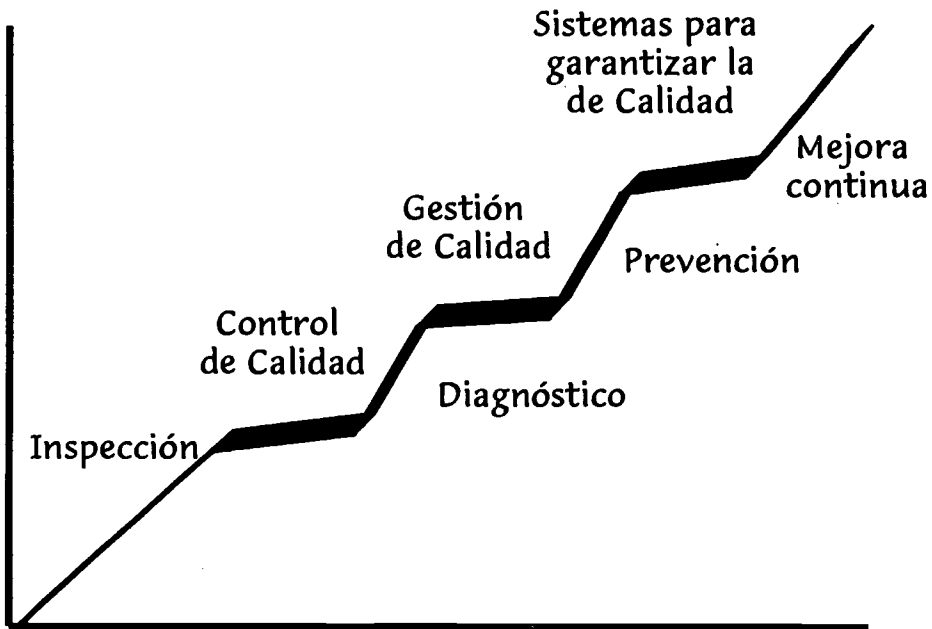 Sistemas para
garantizar la
de Calidad
Mejora
continua
Gestión
de Calidad
Prevención
Control
de Calidad
Diagnóstico
Inspección